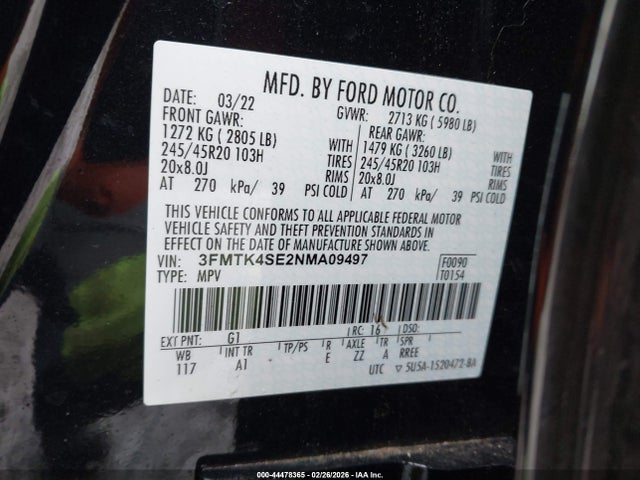 MFD. BY FORD MOTOR CO.
DATE: 03/22 GVWR: 2713 KG ( 5980 LB)
FRONT GAWR: REAR GAWR:
1272 KG ( 2805 LB) WITH 1479 KG ( 3260 LB) WITH
245/45R20 103H TIRES 245/45R20 103H TIRES
20x8.0J RIMS 20x8.0J RIMS
AT 270 kPa/ 39 PSI COLD AT 270 kPa/ 39 PSI COLD
THIS VEHICLE CONFORMS TO ALL APPLICABLE FEDERAL MOTOR
VEHICLE SAFETY AND THEFT PREVENTION STANDARDS IN
EFFECT ON THE DATE OF MANUFACTURE SHOWN ABOVE.
VIN: 3FMTK4SE2NMA09497 F0090
TYPE: MPV T0154
EXT PNT: G1 RC: 16 DSO:
WB INT TR TP/PS R AXLE TR SPR
117 A1 E ZZ A RREE
UTC ▽ 5U5A-1520472-BA
000-44478365 - 02/26/2026 - IAA Inc.